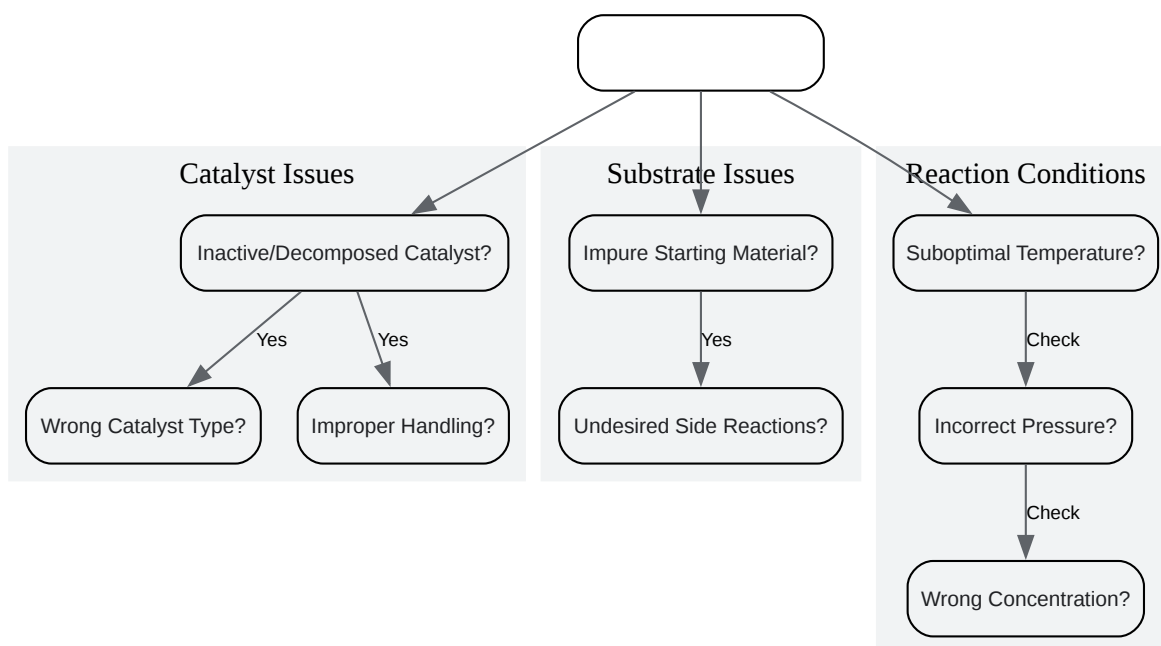 Catalyst Issues
Substrate Issues
Reaction Conditions
Inactive/Decomposed Catalyst?
Impure Starting Material?
Suboptimal Temperature?
Yes
Yes
Yes
Check
Wrong Catalyst Type?
Improper Handling?
Undesired Side Reactions?
Incorrect Pressure?
Check
Wrong Concentration?